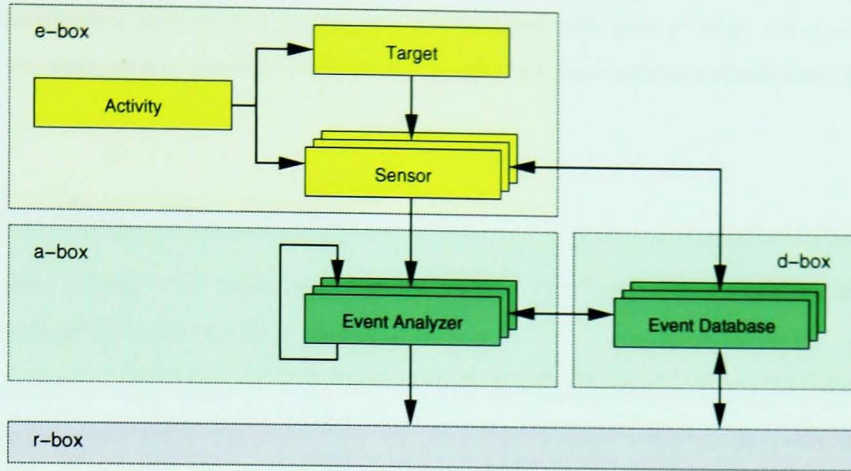 e-box
Target
Activity
Sensor
a-box
d-box
Event Analyzer
Event Database
r-box